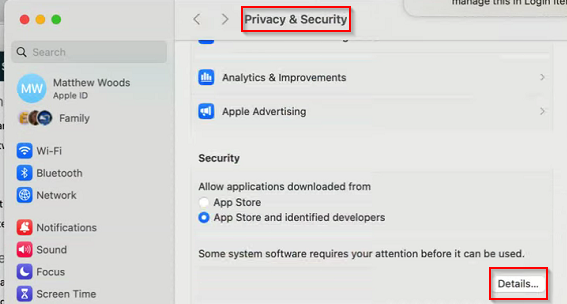 manage this in Login Ite
Privacy & Security
Search
MW
Matthew Woods
Apple ID
Family
Wi-Fi
Bluetooth
Network
Notifications
Sound
Focus
Screen Time
Analytics & Improvements
Apple Advertising
Security
Allow applications downloaded from
App Store
App Store and identified developers
Some system software requires your attention before it can be used.
Details...